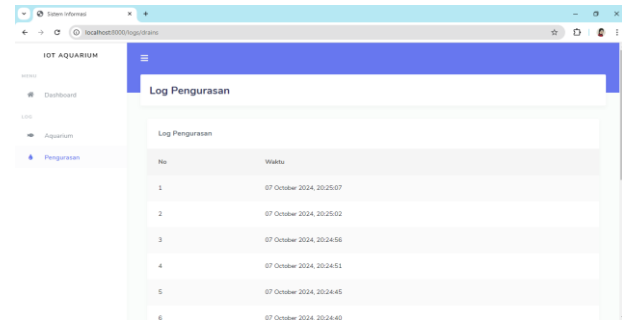 Sistem Informasi
localhost:8000/logs/drains
IOT AQUARIUM
MENU
Dashboard
LOG
Aquarium
Pengurasan
Log Pengurasan
Log Pengurasan
No Waktu
1 07 October 2024, 20:25:07
2 07 October 2024, 20:25:02
3 07 October 2024, 20:24:56
4 07 October 2024, 20:24:51
5 07 October 2024, 20:24:45
6 07 October 2024, 20:24:40